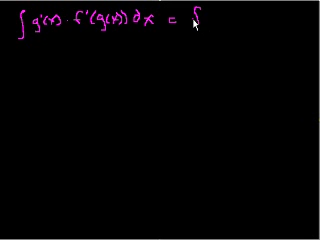 ∫ g'(x) · f'(g(x)) dx = ∫